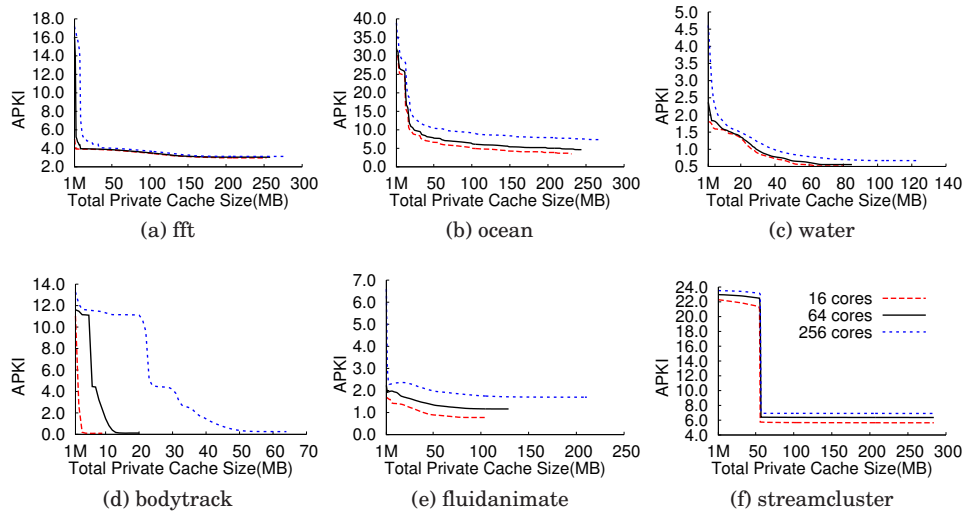 APKI
18.0
16.0
14.0
12.0
10.0
8.0
6.0
4.0
2.0
1M 50 100 150 200 250 300
Total Private Cache Size(MB)
(a) fft
APKI
40.0
35.0
30.0
25.0
20.0
15.0
10.0
5.0
0.0
1M 50 100 150 200 250 300
Total Private Cache Size(MB)
(b) ocean
APKI
5.0
4.5
4.0
3.5
3.0
2.5
2.0
1.5
1.0
0.5
1M 20 40 60 80 100 120 140
Total Private Cache Size(MB)
(c) water
APKI
14.0
12.0
10.0
8.0
6.0
4.0
2.0
0.0
1M 10 20 30 40 50 60 70
Total Private Cache Size(MB)
(d) bodytrack
APKI
7.0
6.0
5.0
4.0
3.0
2.0
1.0
0.0
1M 50 100 150 200 250
Total Private Cache Size(MB)
(e) fluidanimate
APKI
24.0
22.0
20.0
18.0
16.0
14.0
12.0
10.0
8.0
6.0
4.0
16 cores
64 cores
256 cores
1M 50 100 150 200 250 300
Total Private Cache Size(MB)
(f) streamcluster